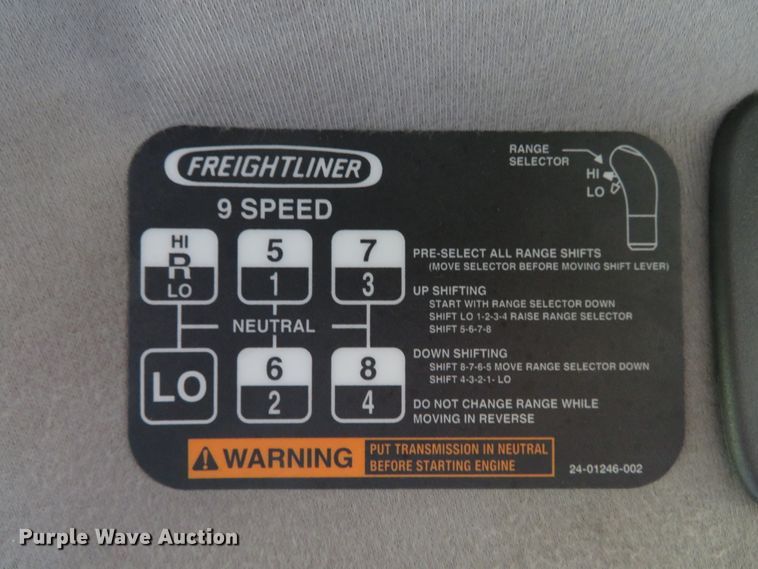 FREIGHTLINER
9 SPEED
HI
R
LO
5
1
7
3
NEUTRAL
LO
6
2
8
4
RANGE
SELECTOR
HI
LO
PRE-SELECT ALL RANGE SHIFTS
(MOVE SELECTOR BEFORE MOVING SHIFT LEVER)
UP SHIFTING
START WITH RANGE SELECTOR DOWN
SHIFT LO 1-2-3-4 RAISE RANGE SELECTOR
SHIFT 5-6-7-8
DOWN SHIFTING
SHIFT 8-7-6-5 MOVE RANGE SELECTOR DOWN
SHIFT 4-3-2-1- LO
DO NOT CHANGE RANGE WHILE
MOVING IN REVERSE
WARNING
PUT TRANSMISSION IN NEUTRAL
BEFORE STARTING ENGINE
24-01246-002
Purple Wave Auction